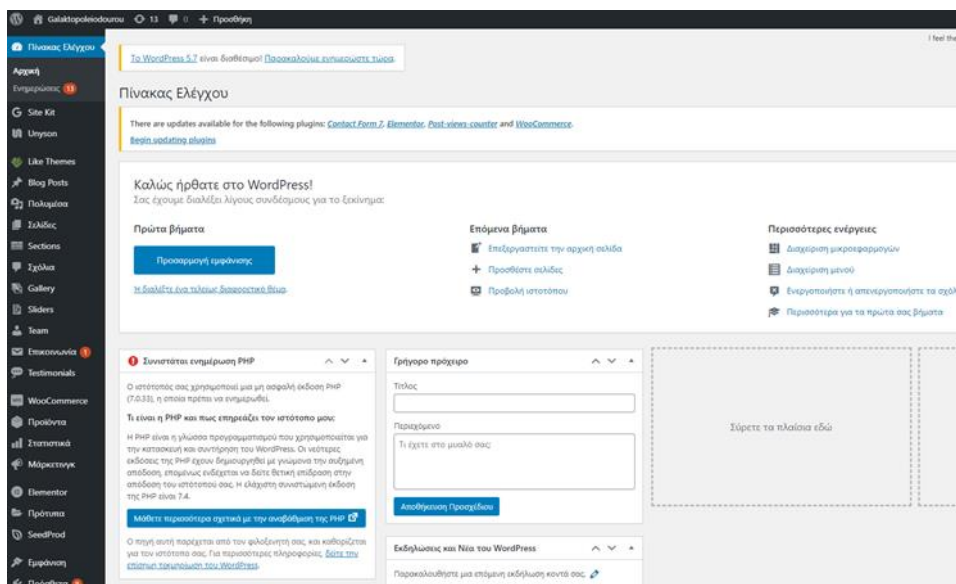 Galaktopoleiodourou 13 0 Προσθήκη
I feel the
Πίνακας Ελέγχου
Αρχική
Ενημερώσεις 13
Site Kit
Unyson
Like Themes
Blog Posts
Πολυμέσα
Σελίδες
Sections
Σχόλια
Gallery
Sliders
Team
Επικοινωνία 1
Testimonials
WooCommerce
Προϊόντα
Στατιστικά
Μάρκετινγκ
Elementor
Πρότυπα
SeedProd
Εμφάνιση
Πρόσθετα
Το WordPress 5.7 είναι διαθέσιμο! Παρακαλούμε ενημερώστε τώρα.
Πίνακας Ελέγχου
There are updates available for the following plugins: Contact Form 7, Elementor, Post-views-counter and WooCommerce.
Begin updating plugins
Καλώς ήρθατε στο WordPress!
Σας έχουμε διαλέξει λίγους συνδέσμους για το ξεκίνημα:
Πρώτα βήματα
Προσαρμογή εμφάνισης
Ή διαλέξτε ένα τελείως διαφορετικό θέμα.
Επόμενα βήματα
Επεξεργαστείτε την αρχική σελίδα
Προσθέστε σελίδες
Προβολή ιστοτόπου
Περισσότερες ενέργειες
Διαχείριση μικροεφαρμογών
Διαχείριση μενού
Ενεργοποιήστε ή απενεργοποιήστε τα σχόλ
Περισσότερα για τα πρώτα σας βήματα
Συνιστάται ενημέρωση PHP
Ο ιστότοπός σας χρησιμοποιεί μια μη ασφαλή έκδοση PHP
(7.0.33), η οποία πρέπει να ενημερωθεί.
Τι είναι η PHP και πως επηρεάζει τον ιστότοπο μου;
Η PHP είναι η γλώσσα προγραμματισμού που χρησιμοποιείται για
την κατασκευή και συντήρηση του WordPress. Οι νεότερες
εκδόσεις της PHP έχουν δημιουργηθεί με γνώμονα την αυξημένη
απόδοση, επομένως ενδέχεται να δείτε θετική επίδραση στην
απόδοση του ιστότοπού σας. Η ελάχιστη συνιστώμενη έκδοση
της PHP είναι 7.4.
Μάθετε περισσότερα σχετικά με την αναβάθμιση της PHP
Ο πηγή αυτή παρέχεται από τον φιλοξενητή σας, και καθορίζεται
για τον ιστότοπο σας. Για περισσότερες πληροφορίες, δείτε την
επίσημη τεκμηρίωση του WordPress.
Γρήγορο πρόχειρο
Τίτλος
Περιεχόμενο
Τι έχετε στο μυαλό σας;
Αποθήκευση Προσχέδιου
Εκδηλώσεις και Νέα του WordPress
Παρακολουθήστε μια επόμενη εκδήλωση κοντά σας.
Σύρετε τα πλαίσια εδώ